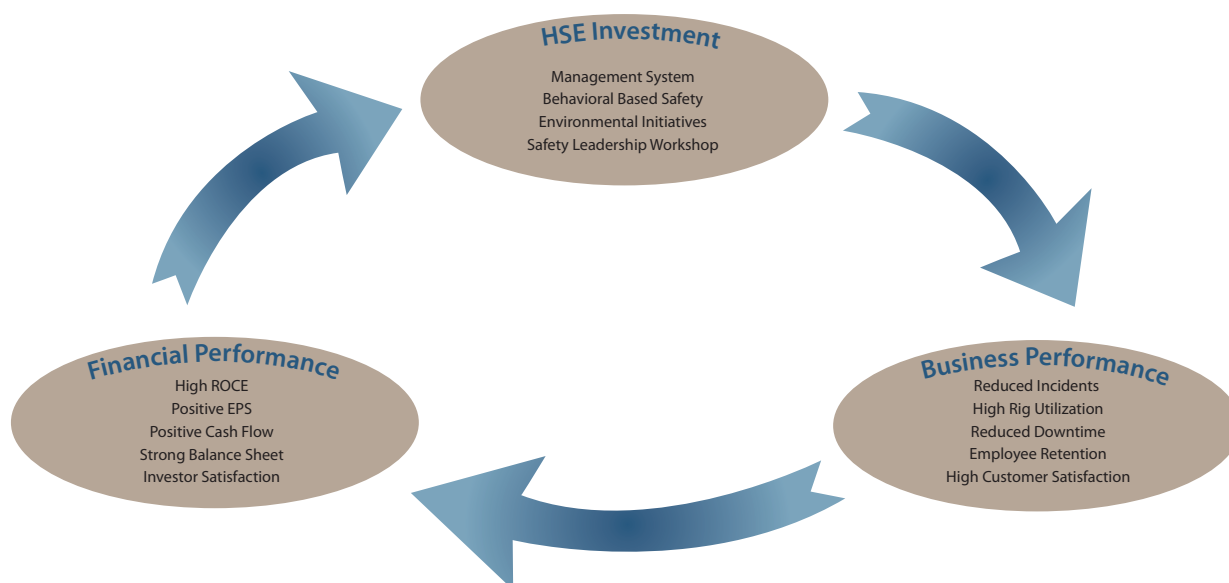 HSE Investment
Management System
Behavioral Based Safety
Environmental Initiatives
Safety Leadership Workshop
Financial Performance
High ROCE
Positive EPS
Positive Cash Flow
Strong Balance Sheet
Investor Satisfaction
Business Performance
Reduced Incidents
High Rig Utilization
Reduced Downtime
Employee Retention
High Customer Satisfaction